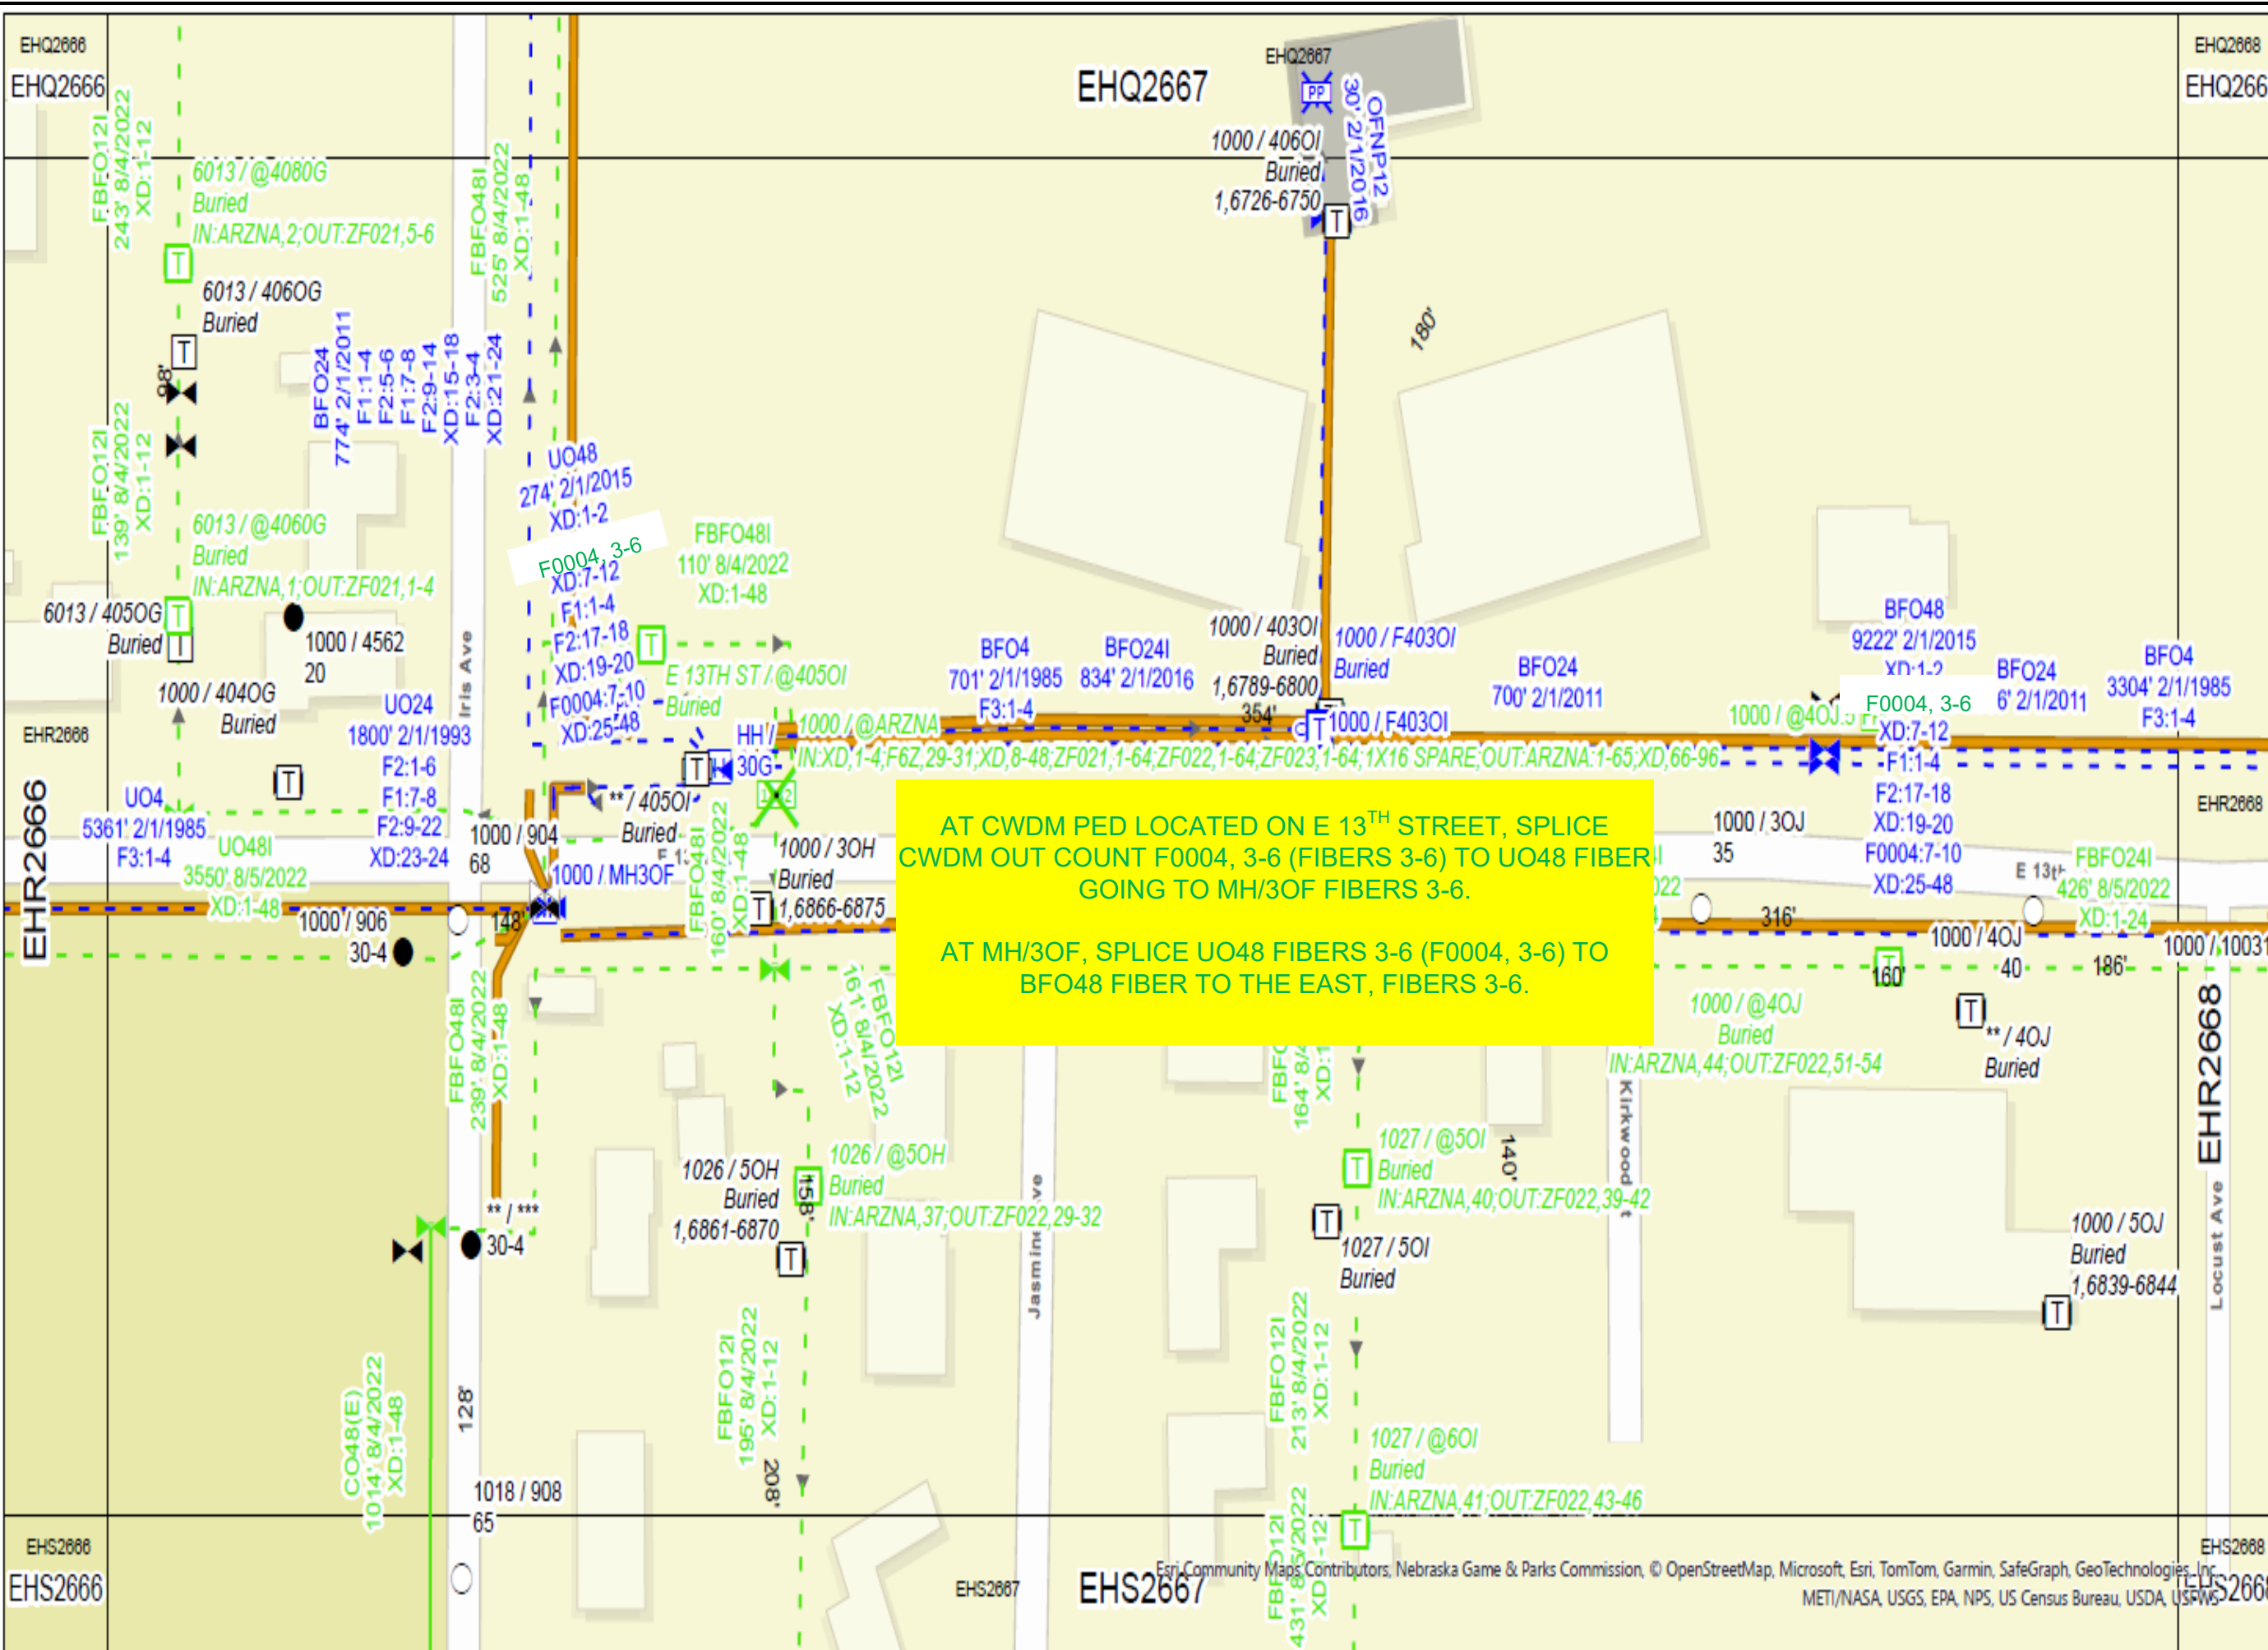 EHQ2666
EHQ2666
EHQ2667
EHQ2667
EHQ2668
EHQ266
PP
OFNP12
30' 2/1/2016
1000 / 406OI
Buried
1,6726-6750
T
FBFO12I
243' 8/4/2022
XD:1-12
6013 / @4080G
Buried
IN:ARZNA,2;OUT:ZF021,5-6
T
FBFO48I
525' 8/4/2022
XD:1-48
6013 / 406OG
Buried
T
98'
BFO24
774' 2/1/2011
F1:1-4
F2:5-6
F1:7-8
F2:9-14
XD:15-18
F2:3-4
XD:21-24
180'
FBFO12I
139' 8/4/2022
XD:1-12
6013 / @4060G
Buried
IN:ARZNA,1;OUT:ZF021,1-4
6013 / 405OG
Buried
T
T
1000 / 4562
20
1000 / 404OG
Buried
T
Iris Ave
UO48
274' 2/1/2015
XD:1-2
F0004, 3-6
XD:7-12
F1:1-4
F2:17-18
XD:19-20
F0004:7-10
XD:25-48
FBFO48I
110' 8/4/2022
XD:1-48
T
E 13TH ST / @405OI
Buried
BFO4
701' 2/1/1985
F3:1-4
BFO24I
834' 2/1/2016
1000 / 403OI
Buried
1,6789-6800
354'
1000 / F403OI
Buried
T
1000 / F403OI
BFO24
700' 2/1/2011
BFO48
9222' 2/1/2015
XD:1-2
F0004, 3-6
XD:7-12
F1:1-4
F2:17-18
XD:19-20
F0004:7-10
XD:25-48
BFO24
6' 2/1/2011
BFO4
3304' 2/1/1985
F3:1-4
1000 / @4OJ.5
HH /
30G
T
1000 / @ARZNA
IN:XD,1-4,F6Z,29-31,XD,8-48,ZF021,1-64,ZF022,1-64,ZF023,1-64,1X16 SPARE;OUT:ARZNA:1-65;XD,66-96
EHR2666
EHR2666
UO4
5361' 2/1/1985
F3:1-4
UO48I
3550' 8/5/2022
XD:1-48
UO24
1800' 2/1/1993
F2:1-6
F1:7-8
F2:9-22
XD:23-24
1000 / 904
68
** / 405OI
Buried
1000 / MH3OF
FBFO48I
160' 8/4/2022
XD:1-48
1000 / 3OH
Buried
1,6866-6875
T
148'
1000 / 906
30-4
AT CWDM PED LOCATED ON E 13TH STREET, SPLICE
CWDM OUT COUNT F0004, 3-6 (FIBERS 3-6) TO UO48 FIBER
GOING TO MH/3OF FIBERS 3-6.
AT MH/3OF, SPLICE UO48 FIBERS 3-6 (F0004, 3-6) TO
BFO48 FIBER TO THE EAST, FIBERS 3-6.
1000 / 3OJ
35
E 13th
EHR2668
EHR2668
FBFO24I
426' 8/5/2022
XD:1-24
316'
1000 / 4OJ
40
186'
1000 / 10031
T
160'
1000 / @4OJ
Buried
IN:ARZNA,44;OUT:ZF022,51-54
T
** / 4OJ
Buried
FBFO48I
239' 8/4/2022
XD:1-48
FBFO12I
161' 8/4/2022
XD:1-12
164' 8/4
XD:1
** / ***
30-4
1026 / 5OH
Buried
1,6861-6870
T
158'
1026 / @5OH
Buried
IN:ARZNA,37;OUT:ZF022,29-32
Jasmine Ave
T
1027 / @5OI
Buried
IN:ARZNA,40;OUT:ZF022,39-42
T
1027 / 5OI
Buried
140'
Kirkwood St
1000 / 5OJ
Buried
1,6839-6844
T
Locust Ave
CO48(E)
1014' 8/4/2022
XD:1-48
128'
1018 / 908
65
FBFO12I
195' 8/4/2022
XD:1-12
208'
FBFO12I
213' 8/4/2022
XD:1-12
1027 / @6OI
Buried
IN:ARZNA,41;OUT:ZF022,43-46
T
EHS2666
EHS2666
EHS2667
EHS2667
EHS2668
Esri Community Maps Contributors, Nebraska Game & Parks Commission, © OpenStreetMap, Microsoft, Esri, TomTom, Garmin, SafeGraph, GeoTechnologies, Inc,
METI/NASA, USGS, EPA, NPS, US Census Bureau, USDA, USFWS